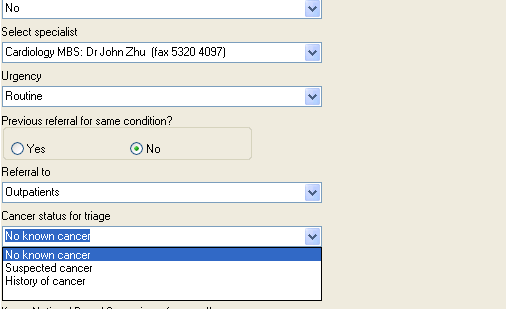 No
Select specialist
Cardiology MBS: Dr John Zhu (fax 5320 4097)
Urgency
Routine
Previous referral for same condition?
Yes No
Referral to
Outpatients
Cancer status for triage
No known cancer
No known cancer
Suspected cancer
History of cancer